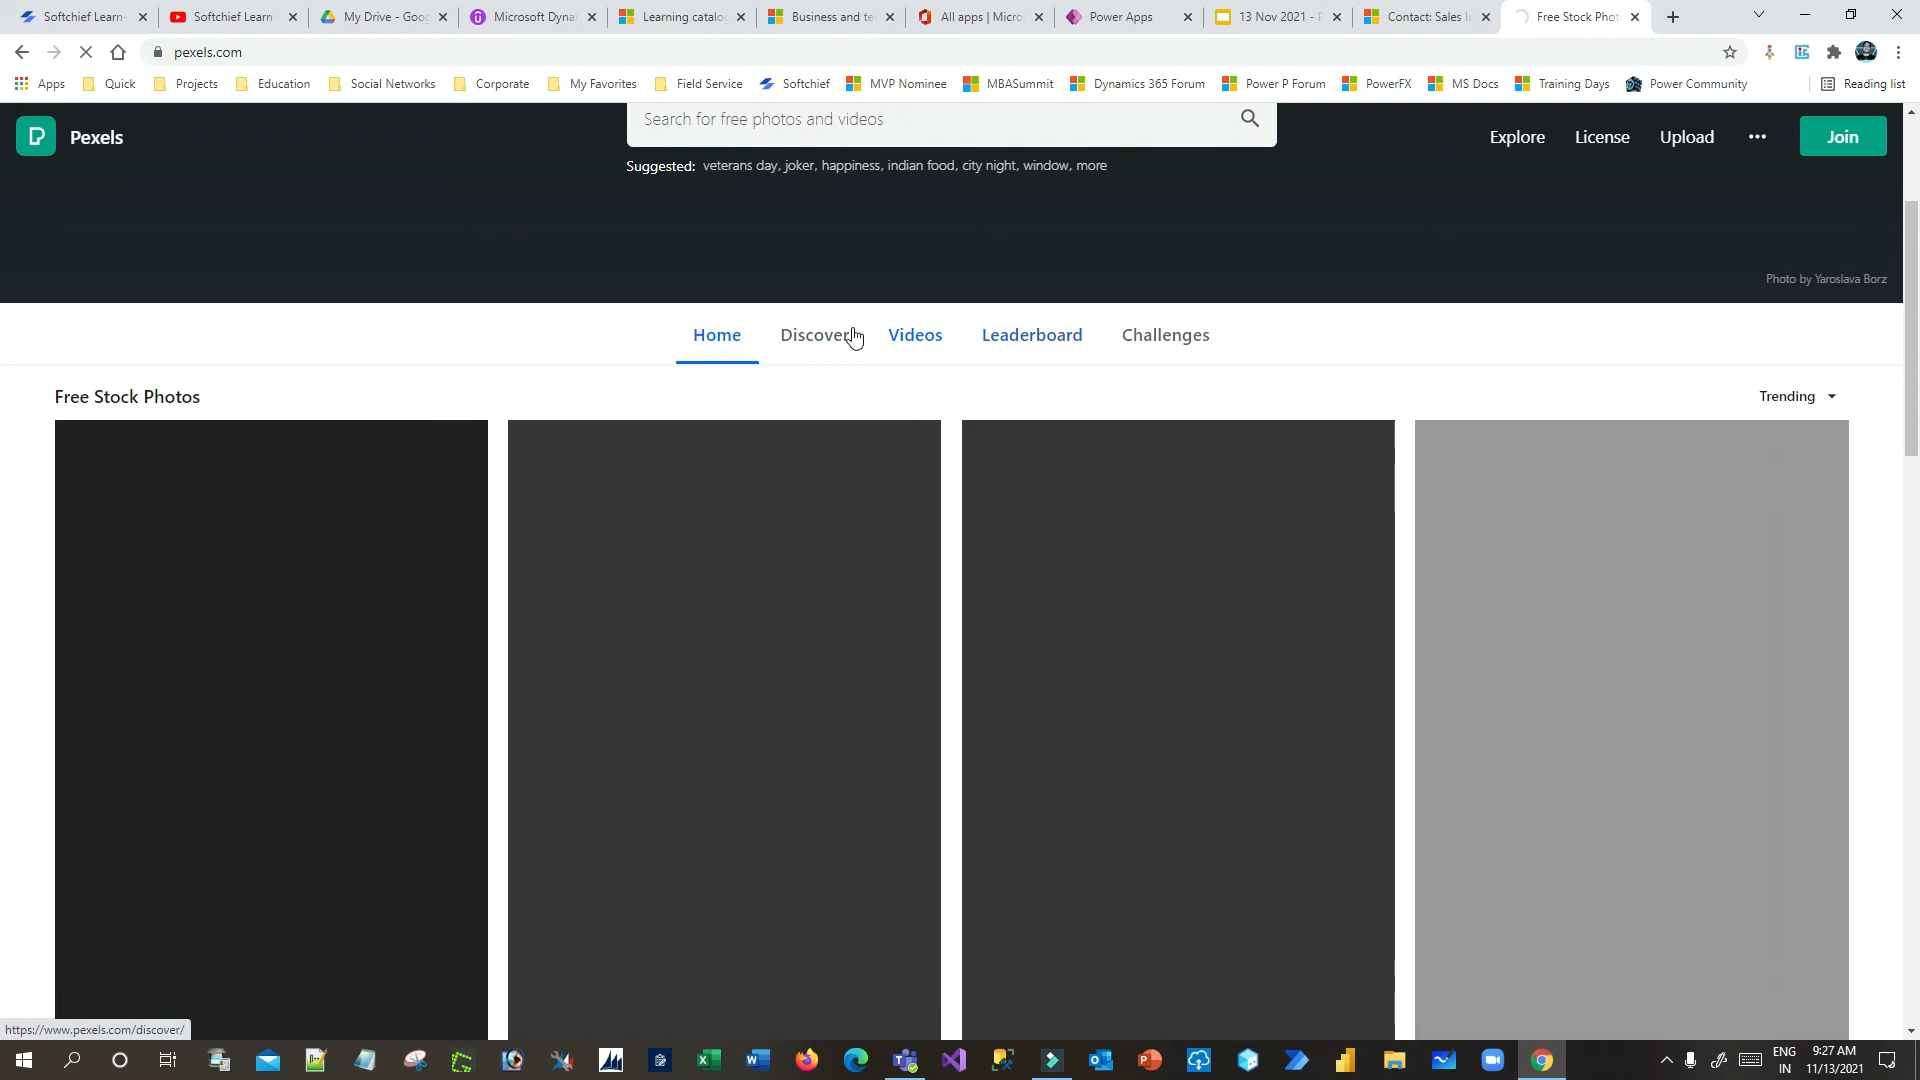 Softchief Learn-
Softchief Learn
My Drive - Goog
Microsoft Dyna
Learning catalog
Business and te
All apps | Micro
Power Apps
13 Nov 2021 - P
Contact: Sales I
Free Stock Phot
pexels.com
Apps
Quick
Projects
Education
Social Networks
Corporate
My Favorites
Field Service
Softchief
MVP Nominee
MBASummit
Dynamics 365 Forum
Power P Forum
PowerFX
MS Docs
Training Days
Power Community
Reading list
Pexels
Search for free photos and videos
Explore
License
Upload
Join
Suggested: veterans day, joker, happiness, indian food, city night, window, more
Photo by Yaroslava Borz
Home
Discover
Videos
Leaderboard
Challenges
Free Stock Photos
Trending
https://www.pexels.com/discover/
ENG
IN
9:27 AM
11/13/2021